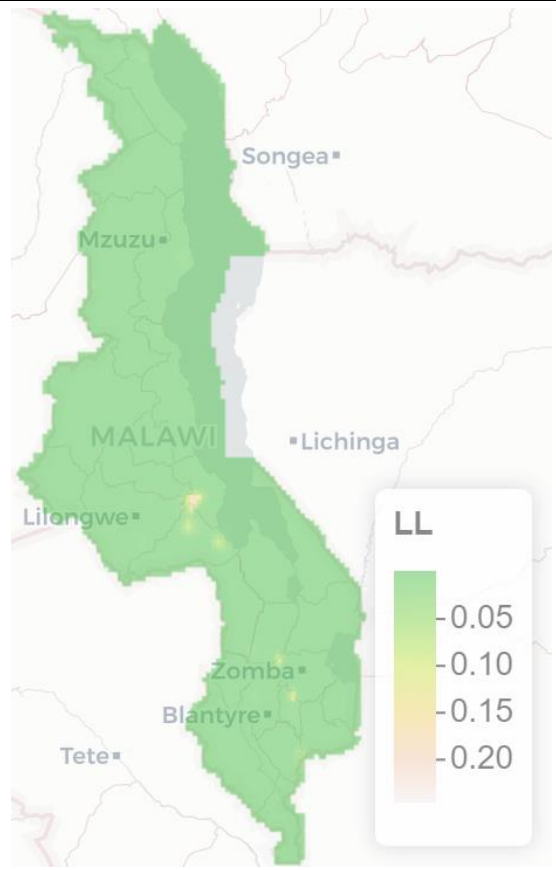 Songea
Mzuzu
MALAWI
Lichinga
Lilongwe
LL
0.05
0.10
0.15
0.20
Zomba
Blantyre
Tete